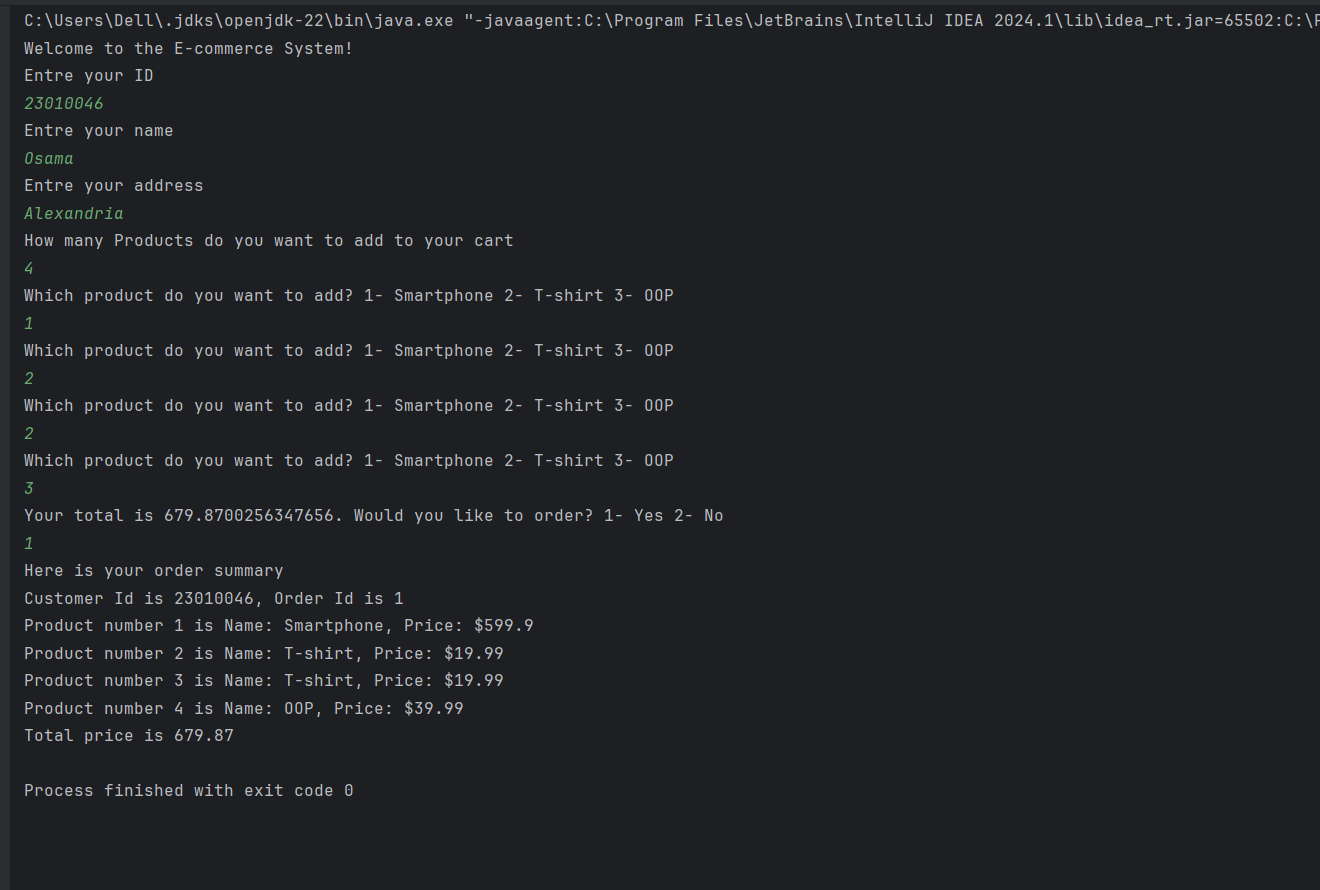 C:\Users\Dell\.jdks\openjdk-22\bin\java.exe "-javaagent:C:\Program Files\JetBrains\IntelliJ IDEA 2024.1\lib\idea_rt.jar=65502:C:\
Welcome to the E-commerce System!
Entre your ID
23010046
Entre your name
Osama
Entre your address
Alexandria
How many Products do you want to add to your cart
4
Which product do you want to add? 1- Smartphone 2- T-shirt 3- OOP
1
Which product do you want to add? 1- Smartphone 2- T-shirt 3- OOP
2
Which product do you want to add? 1- Smartphone 2- T-shirt 3- OOP
2
Which product do you want to add? 1- Smartphone 2- T-shirt 3- OOP
3
Your total is 679.8700256347656. Would you like to order? 1- Yes 2- No
1
Here is your order summary
Customer Id is 23010046, Order Id is 1
Product number 1 is Name: Smartphone, Price: $599.9
Product number 2 is Name: T-shirt, Price: $19.99
Product number 3 is Name: T-shirt, Price: $19.99
Product number 4 is Name: OOP, Price: $39.99
Total price is 679.87
Process finished with exit code 0